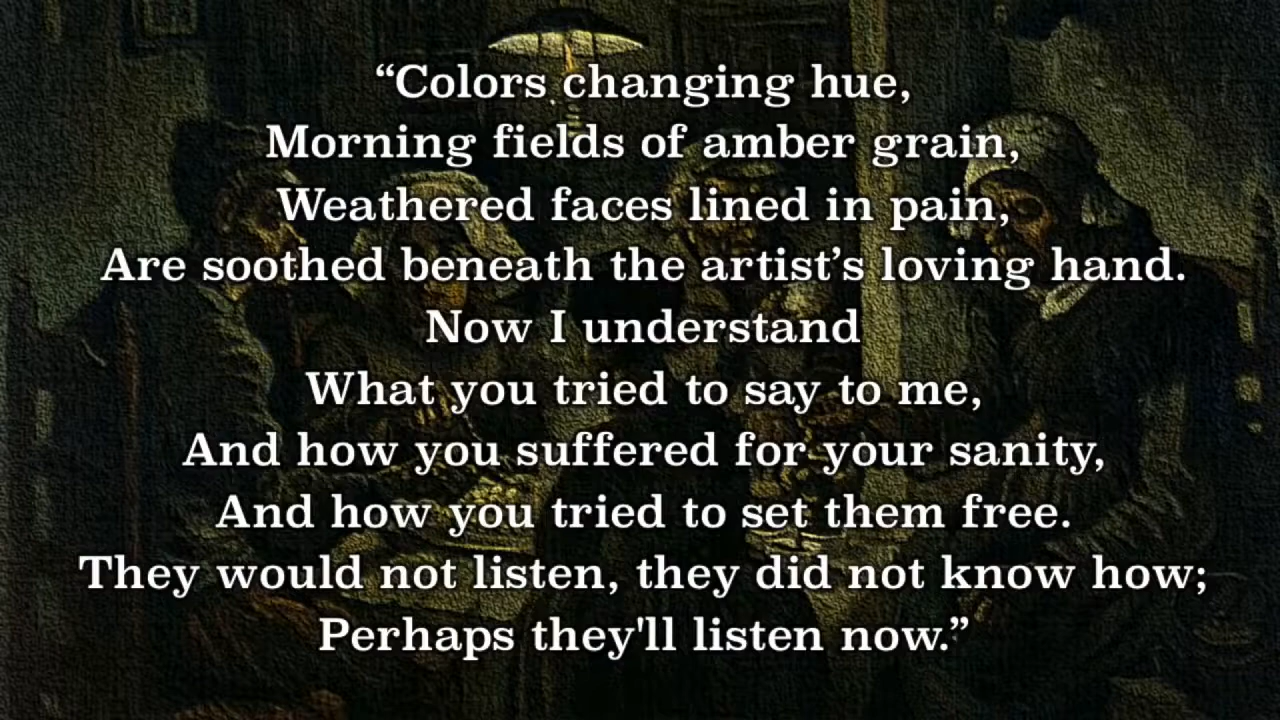 “Colors changing hue,
Morning fields of amber grain,
Weathered faces lined in pain,
Are soothed beneath the artist’s loving hand.
Now I understand
What you tried to say to me,
And how you suffered for your sanity,
And how you tried to set them free.
They would not listen, they did not know how;
Perhaps they'll listen now.”